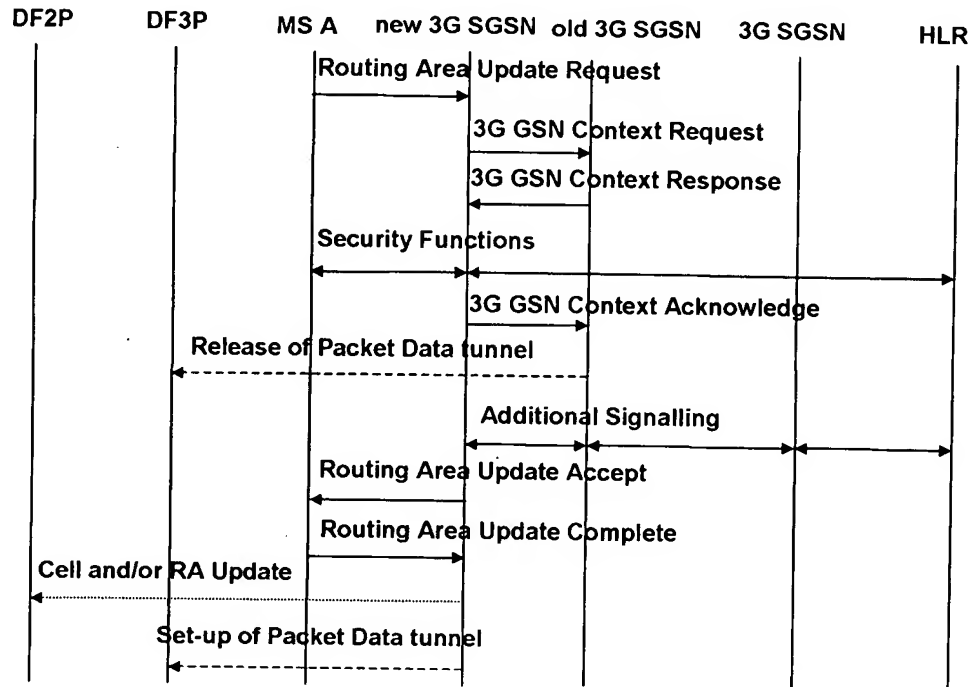 DF2P DF3P MS A new 3G SGSN old 3G SGSN 3G SGSN HLR
Routing Area Update Request
3G GSN Context Request
3G GSN Context Response
Security Functions
3G GSN Context Acknowledge
Release of Packet Data tunnel
Additional Signalling
Routing Area Update Accept
Routing Area Update Complete
Cell and/or RA Update
Set-up of Packet Data tunnel